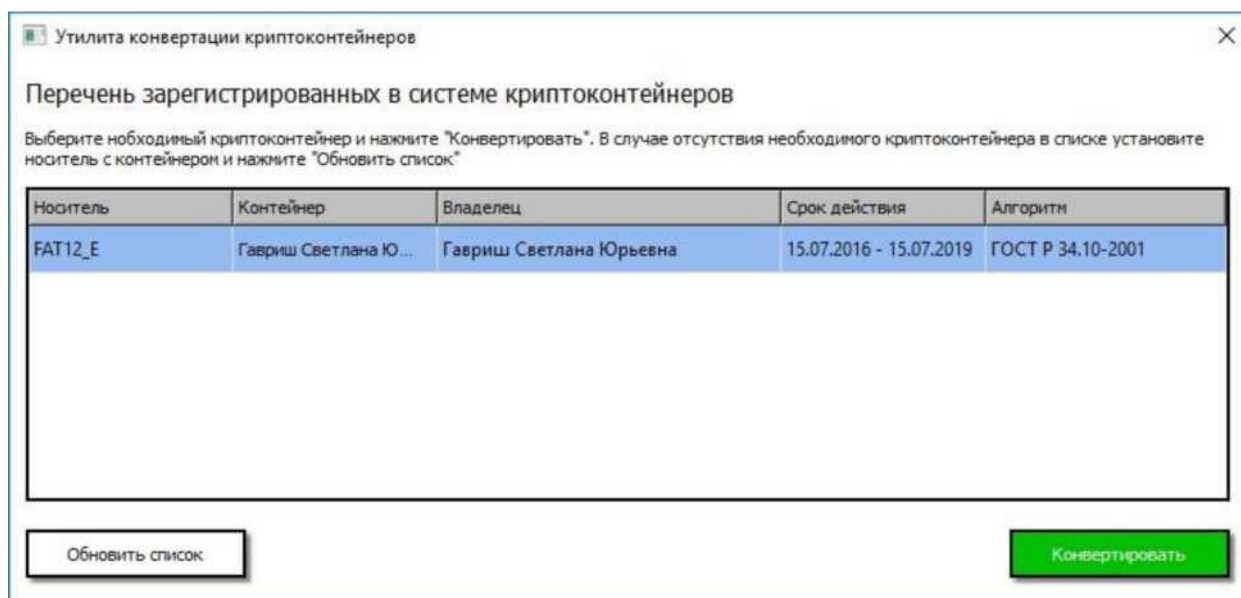 Утилита конвертации криптоконтейнеров
Перечень зарегистрированных в системе криптоконтейнеров
Выберите нобходимый криптоконтейнер и нажмите "Конвертировать". В случае отсутствия необходимого криптоконтейнера в списке установите
носитель с контейнером и нажмите "Обновить список"
Носитель Контейнер Владелец Срок действия Алгоритм
FAT12_E Гавриш Светлана Ю... Гавриш Светлана Юрьевна 15.07.2016 - 15.07.2019 ГОСТ Р 34.10-2001
Обновить список Конвертировать